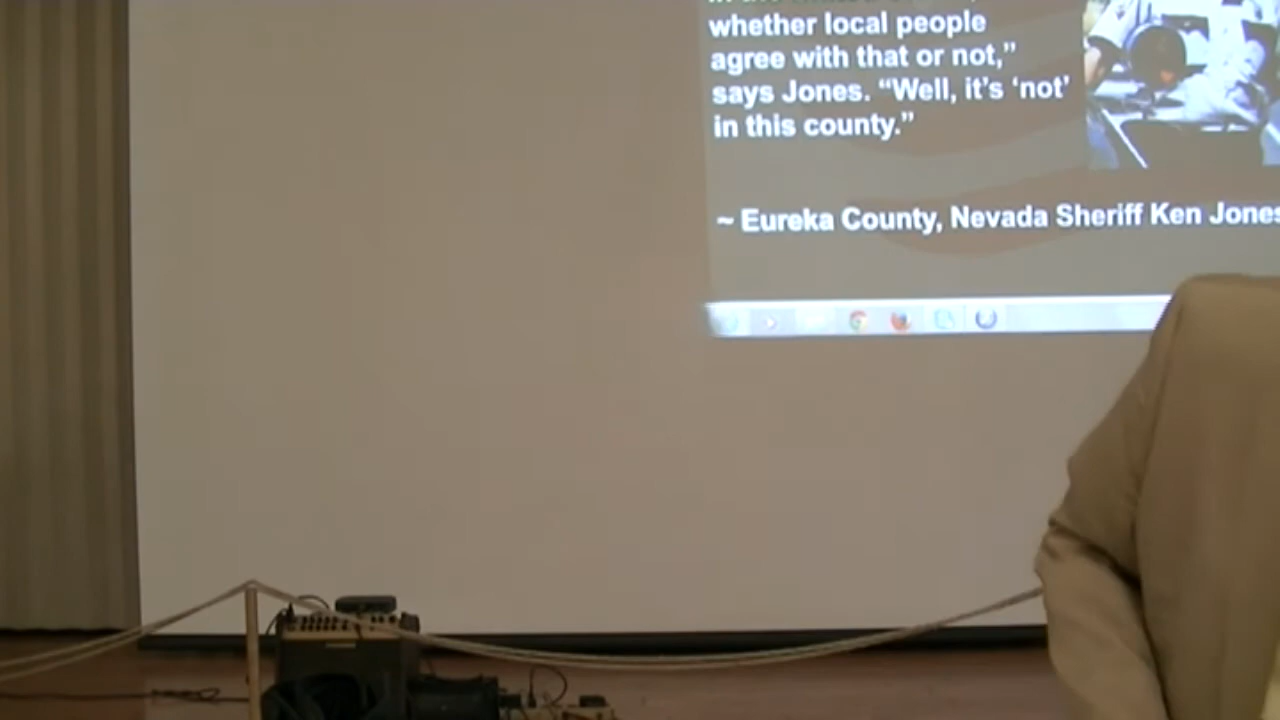 whether local people
agree with that or not,”
says Jones. “Well, it’s ‘not’
in this county.”
~ Eureka County, Nevada Sheriff Ken Jones